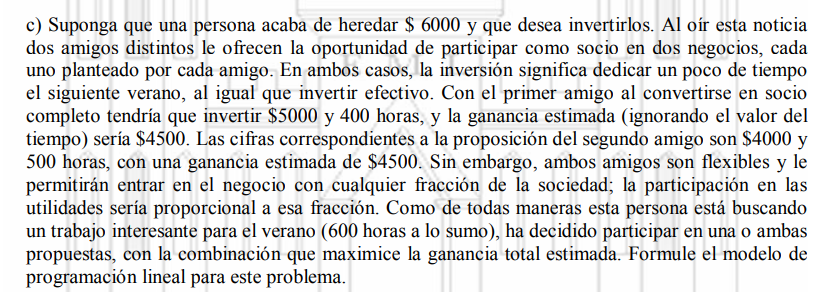 c) Suponga que una persona acaba de heredar $ 6000 y que desea invertirlos. Al oír esta noticia
dos amigos distintos le ofrecen la oportunidad de participar como socio en dos negocios, cada
uno planteado por cada amigo. En ambos casos, la inversión significa dedicar un poco de tiempo
el siguiente verano, al igual que invertir efectivo. Con el primer amigo al convertirse en socio
completo tendría que invertir $5000 y 400 horas, y la ganancia estimada (ignorando el valor del
tiempo) sería $4500. Las cifras correspondientes a la proposición del segundo amigo son $4000 y
500 horas, con una ganancia estimada de $4500. Sin embargo, ambos amigos son flexibles y le
permitirán entrar en el negocio con cualquier fracción de la sociedad; la participación en las
utilidades sería proporcional a esa fracción. Como de todas maneras esta persona está buscando
un trabajo interesante para el verano (600 horas a lo sumo), ha decidido participar en una o ambas
propuestas, con la combinación que maximice la ganancia total estimada. Formule el modelo de
programación lineal para este problema.